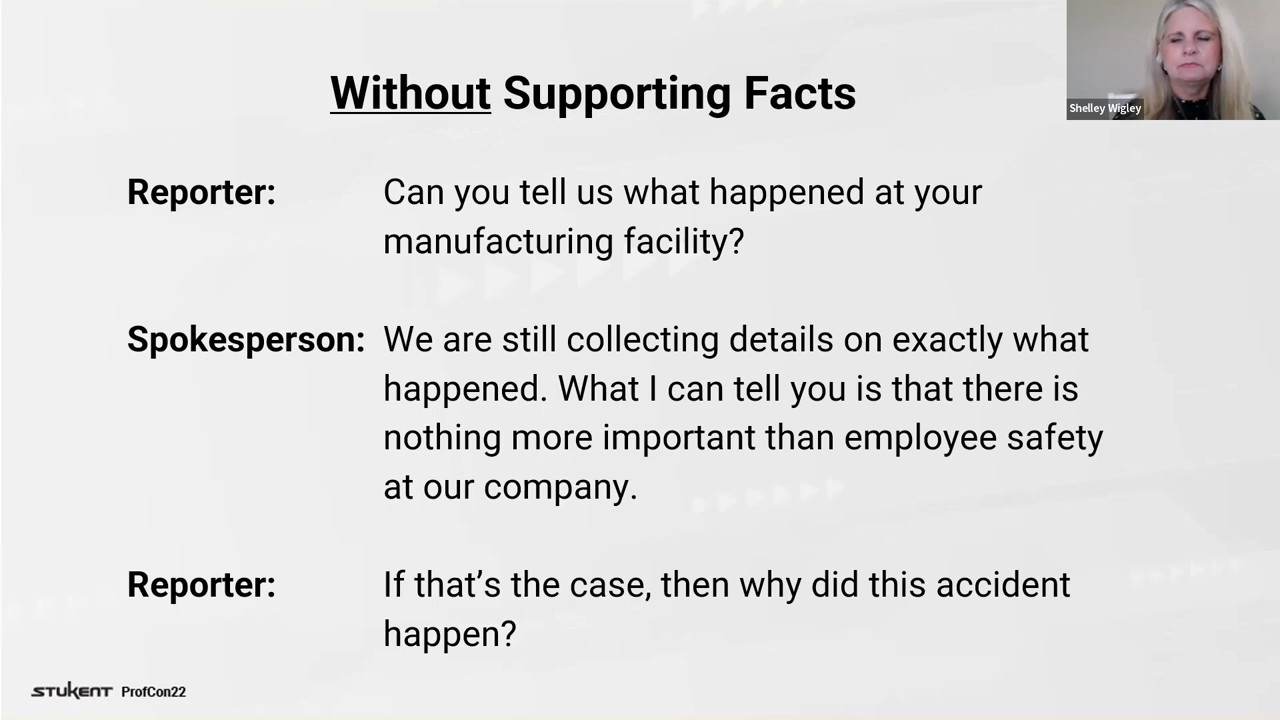 Without Supporting Facts
Shelley Wigley
Reporter: Can you tell us what happened at your
manufacturing facility?
Spokesperson: We are still collecting details on exactly what
happened. What I can tell you is that there is
nothing more important than employee safety
at our company.
Reporter: If that’s the case, then why did this accident
happen?
STUKENT ProfCon22